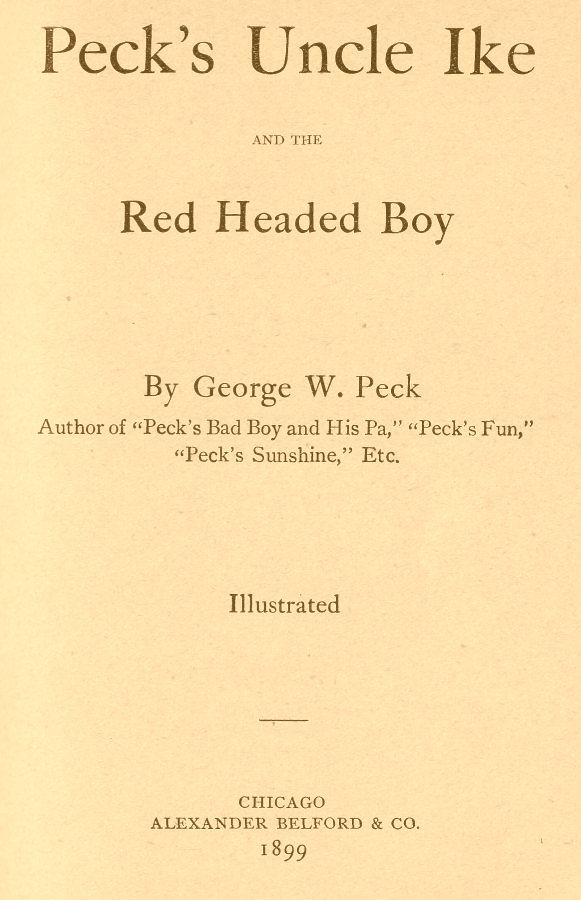 Peck's Uncle Ike
AND THE
Red Headed Boy
By George W. Peck
Author of “Peck's Bad Boy and His Pa,” “Peck's Fun,”
“Peck's Sunshine,” Etc.
Illustrated
CHICAGO
ALEXANDER BELFORD & CO.
1899